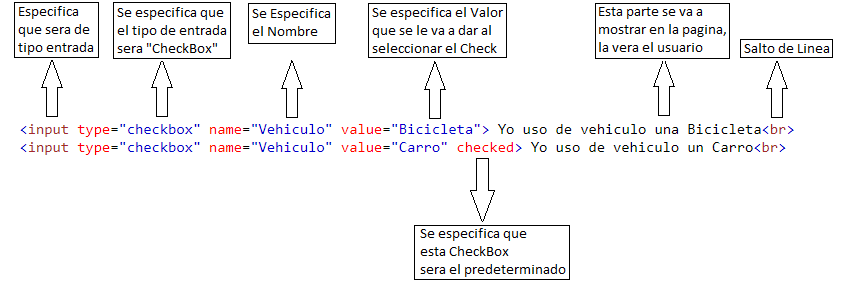 Especifica
que sera de
tipo entrada
Se especifica que
el tipo de entrada
sera "CheckBox"
Se Especifica
el Nombre
Se especifica el Valor
que se le va a dar al
seleccionar el Check
Esta parte se va a
mostrar en la pagina,
la vera el usuario
Salto de Linea
<input type="checkbox" name="Vehiculo" value="Bicicleta"> Yo uso de vehiculo una Bicicleta<br>
<input type="checkbox" name="Vehiculo" value="Carro" checked> Yo uso de vehiculo un Carro<br>
Se especifica que
esta CheckBox
sera el predeterminado